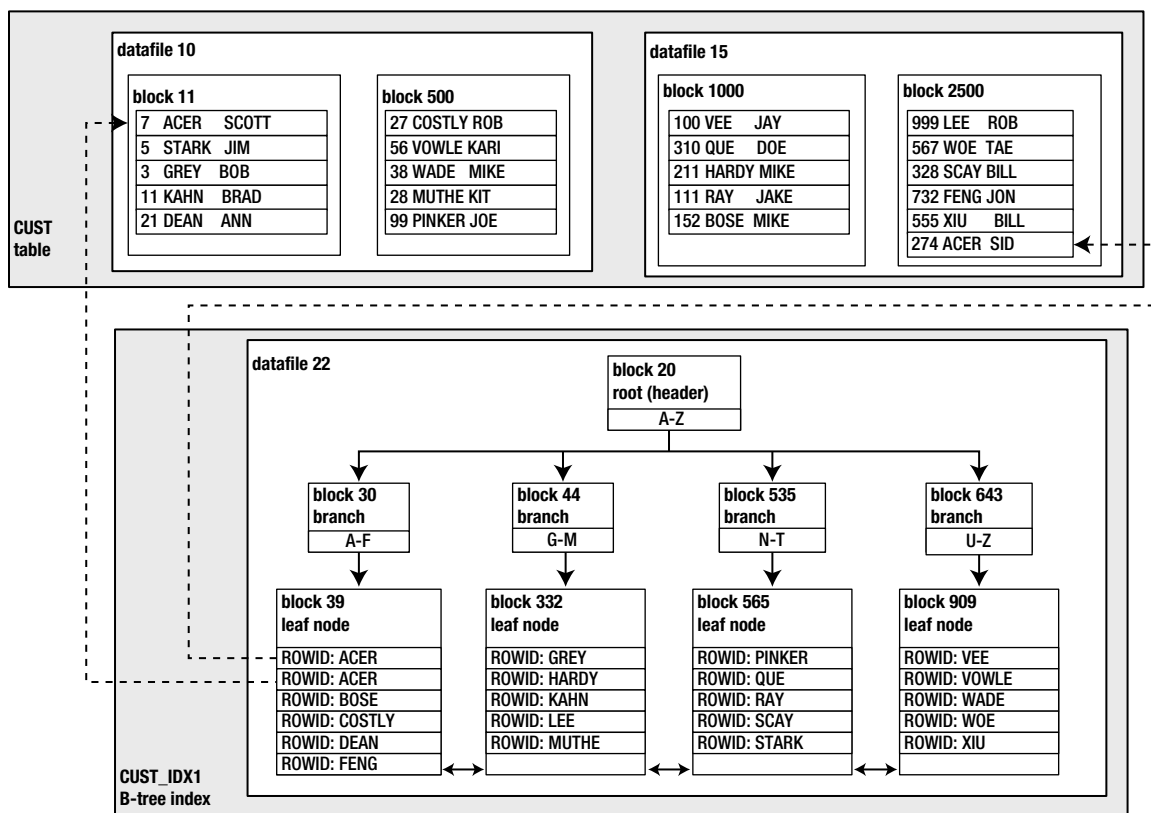 datafile 10
block 11
7 ACER SCOTT
5 STARK JIM
3 GREY BOB
11 KAHN BRAD
21 DEAN ANN
block 500
27 COSTLY ROB
56 VOWLE KARI
38 WADE MIKE
28 MUTHE KIT
99 PINKER JOE
datafile 15
block 1000
100 VEE JAY
310 QUE DOE
211 HARDY MIKE
111 RAY JAKE
152 BOSE MIKE
block 2500
999 LEE ROB
567 WOE TAE
328 SCAY BILL
732 FENG JON
555 XIU BILL
274 ACER SID
CUST
table
datafile 22
block 20
root (header)
A-Z
block 30
branch
A-F
block 44
branch
G-M
block 535
branch
N-T
block 643
branch
U-Z
block 39
leaf node
ROWID: ACER
ROWID: ACER
ROWID: BOSE
ROWID: COSTLY
ROWID: DEAN
ROWID: FENG
block 332
leaf node
ROWID: GREY
ROWID: HARDY
ROWID: KAHN
ROWID: LEE
ROWID: MUTHE
block 565
leaf node
ROWID: PINKER
ROWID: QUE
ROWID: RAY
ROWID: SCAY
ROWID: STARK
block 909
leaf node
ROWID: VEE
ROWID: VOWLE
ROWID: WADE
ROWID: WOE
ROWID: XIU
CUST_IDX1
B-tree index